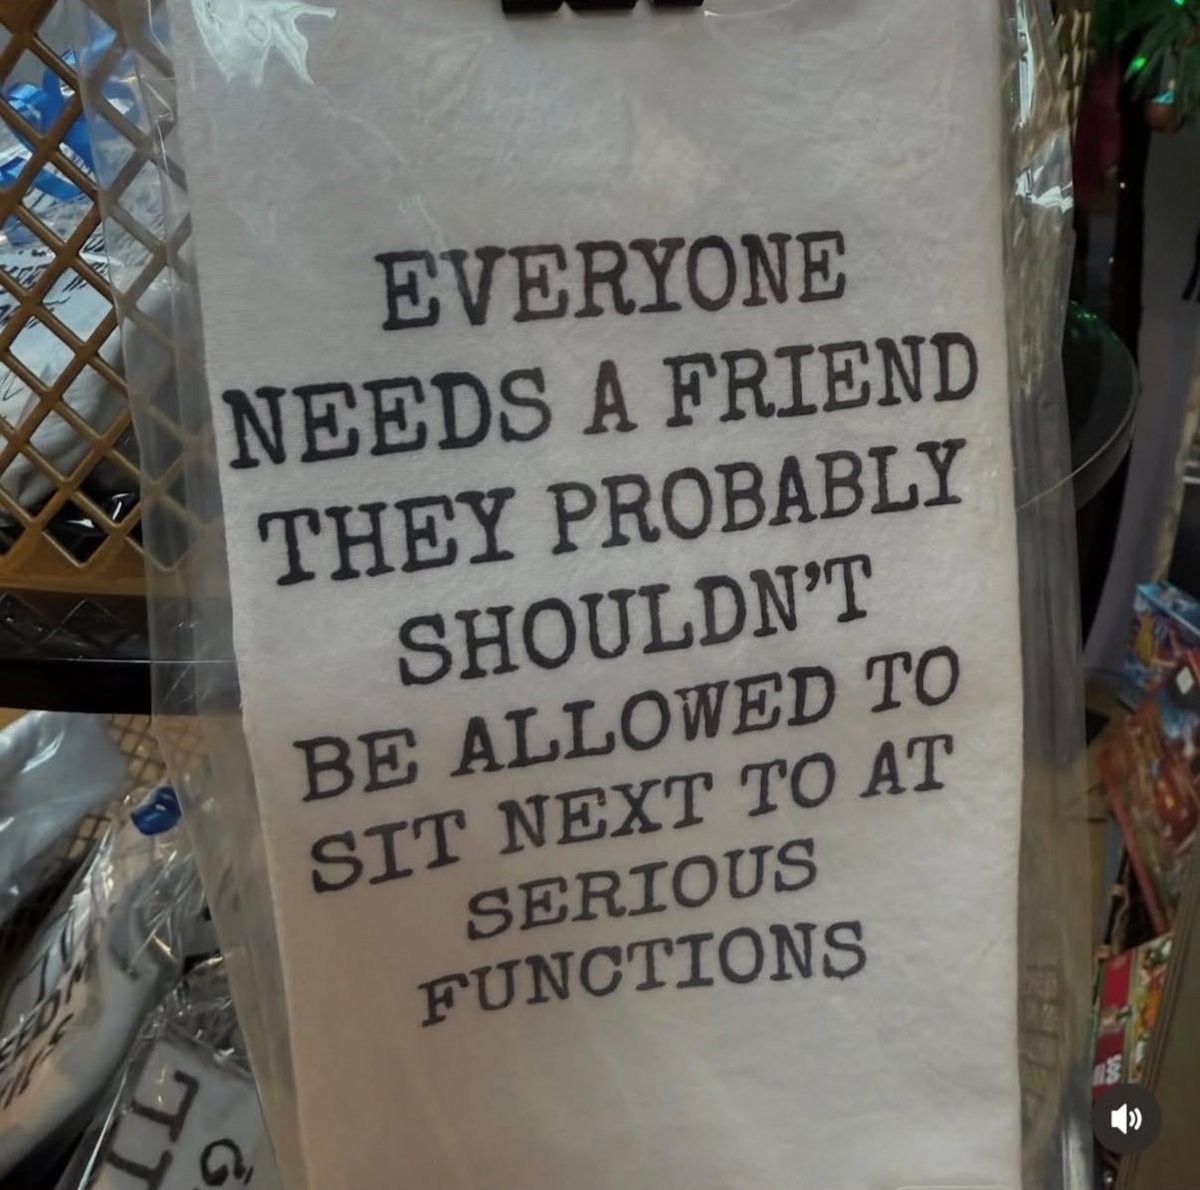 EVERYONE
NEEDS A FRIEND
THEY PROBABLY
SHOULDN'T
BE ALLOWED TO
SIT NEXT TO AT
SERIOUS
FUNCTIONS